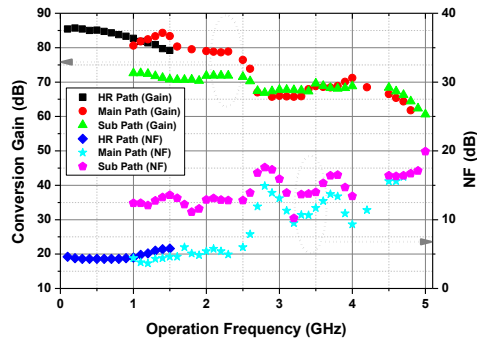 90
80
70
60
50
40
30
20
10
Conversion Gain (dB)
HR Path (Gain)
Main Path (Gain)
Sub Path (Gain)
HR Path (NF)
Main Path (NF)
Sub Path (NF)
40
30
20
10
0
NF (dB)
0 1 2 3 4 5
Operation Frequency (GHz)